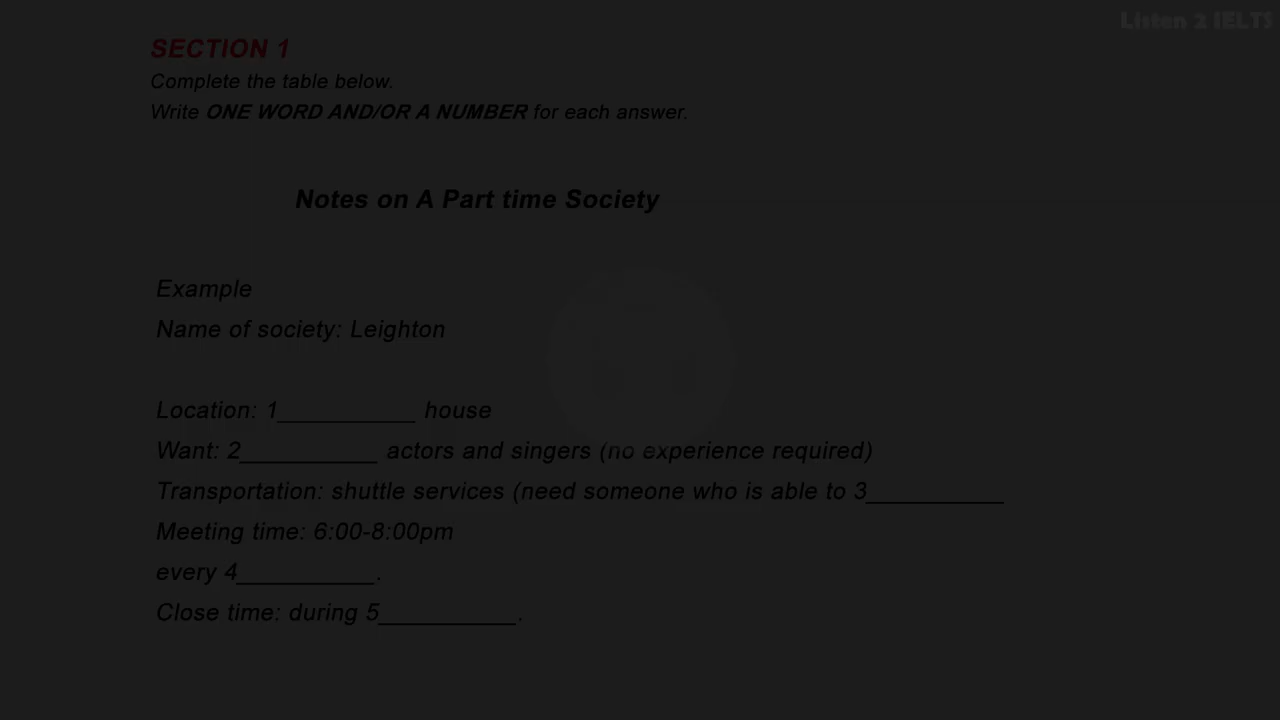 Listen 2 IELTS
SECTION 1
Complete the table below.
Write ONE WORD AND/OR A NUMBER for each answer.
Notes on A Part time Society
Example
Name of society: Leighton
Location: 1__________ house
Want: 2__________ actors and singers (no experience required)
Transportation: shuttle services (need someone who is able to 3__________
Meeting time: 6:00-8:00pm
every 4__________.
Close time: during 5__________.